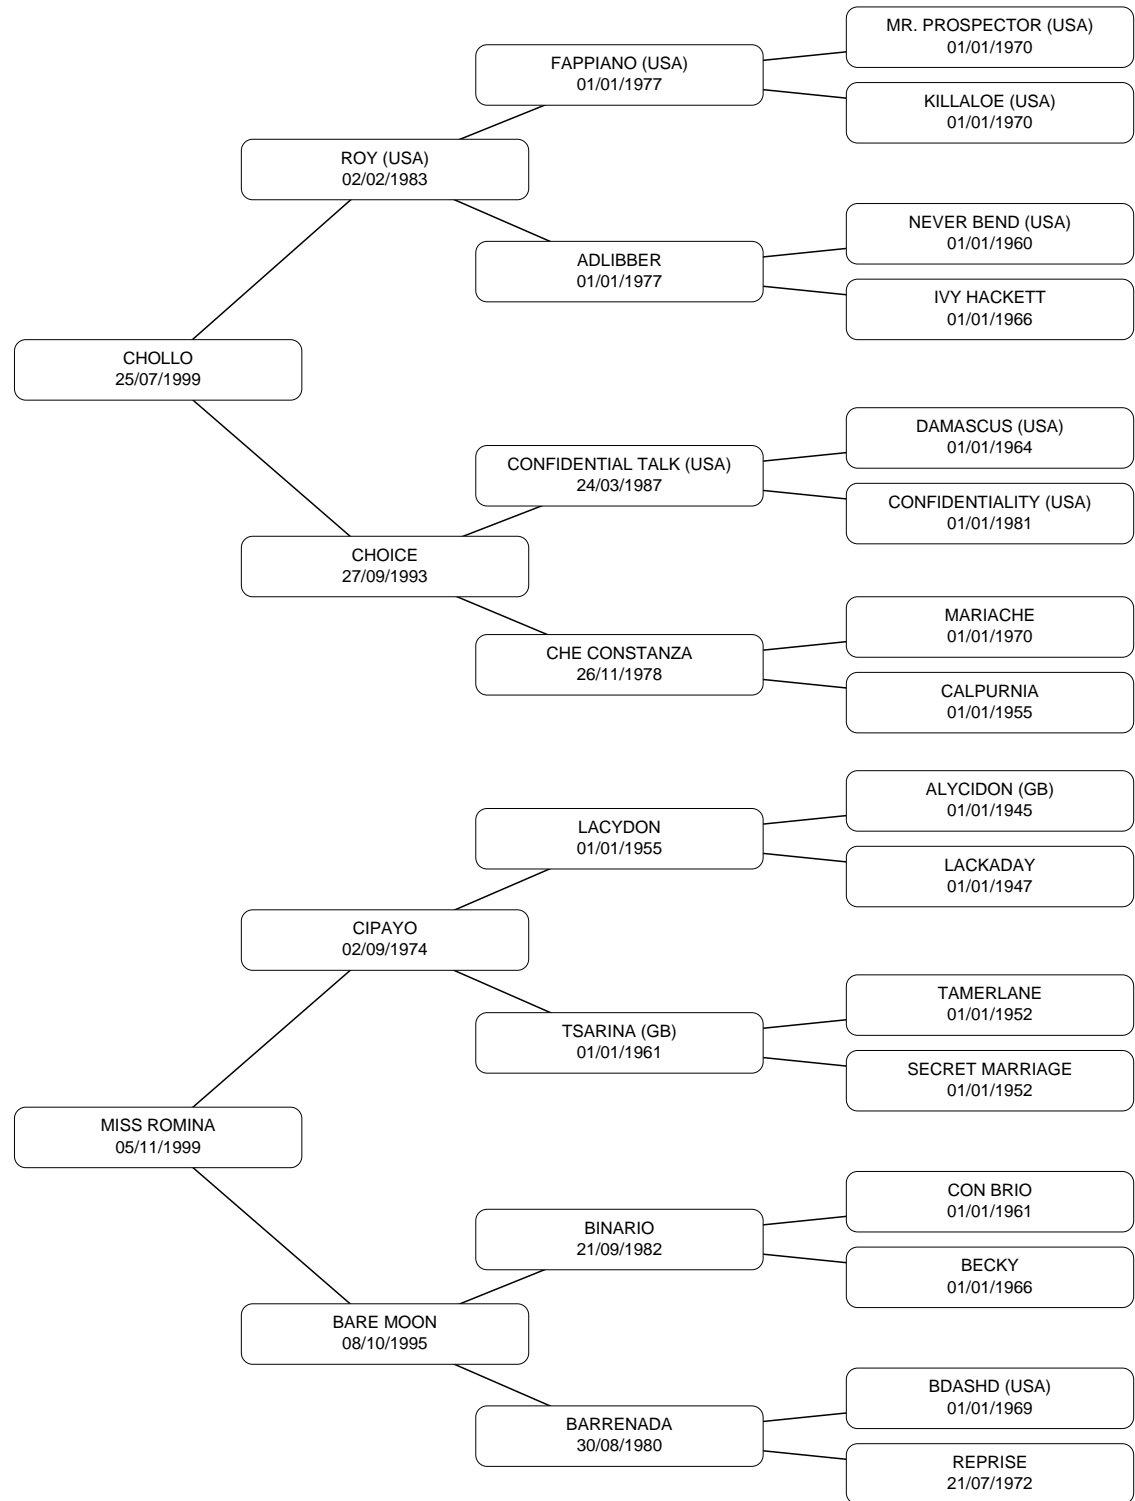 MR. PROSPECTOR (USA)
01/01/1970
FAPPIANO (USA)
01/01/1977
KILLALOE (USA)
01/01/1970
ROY (USA)
02/02/1983
NEVER BEND (USA)
01/01/1960
ADLIBBER
01/01/1977
IVY HACKETT
01/01/1966
CHOLLO
25/07/1999
DAMASCUS (USA)
01/01/1964
CONFIDENTIAL TALK (USA)
24/03/1987
CONFIDENTIALITY (USA)
01/01/1981
CHOICE
27/09/1993
MARIACHE
01/01/1970
CHE CONSTANZA
26/11/1978
CALPURNIA
01/01/1955
ALYCIDON (GB)
01/01/1945
LACYDON
01/01/1955
LACKADAY
01/01/1947
CIPAYO
02/09/1974
TAMERLANE
01/01/1952
TSARINA (GB)
01/01/1961
SECRET MARRIAGE
01/01/1952
MISS ROMINA
05/11/1999
CON BRIO
01/01/1961
BINARIO
21/09/1982
BECKY
01/01/1966
BARE MOON
08/10/1995
BDASHD (USA)
01/01/1969
BARRENADA
30/08/1980
REPRISE
21/07/1972